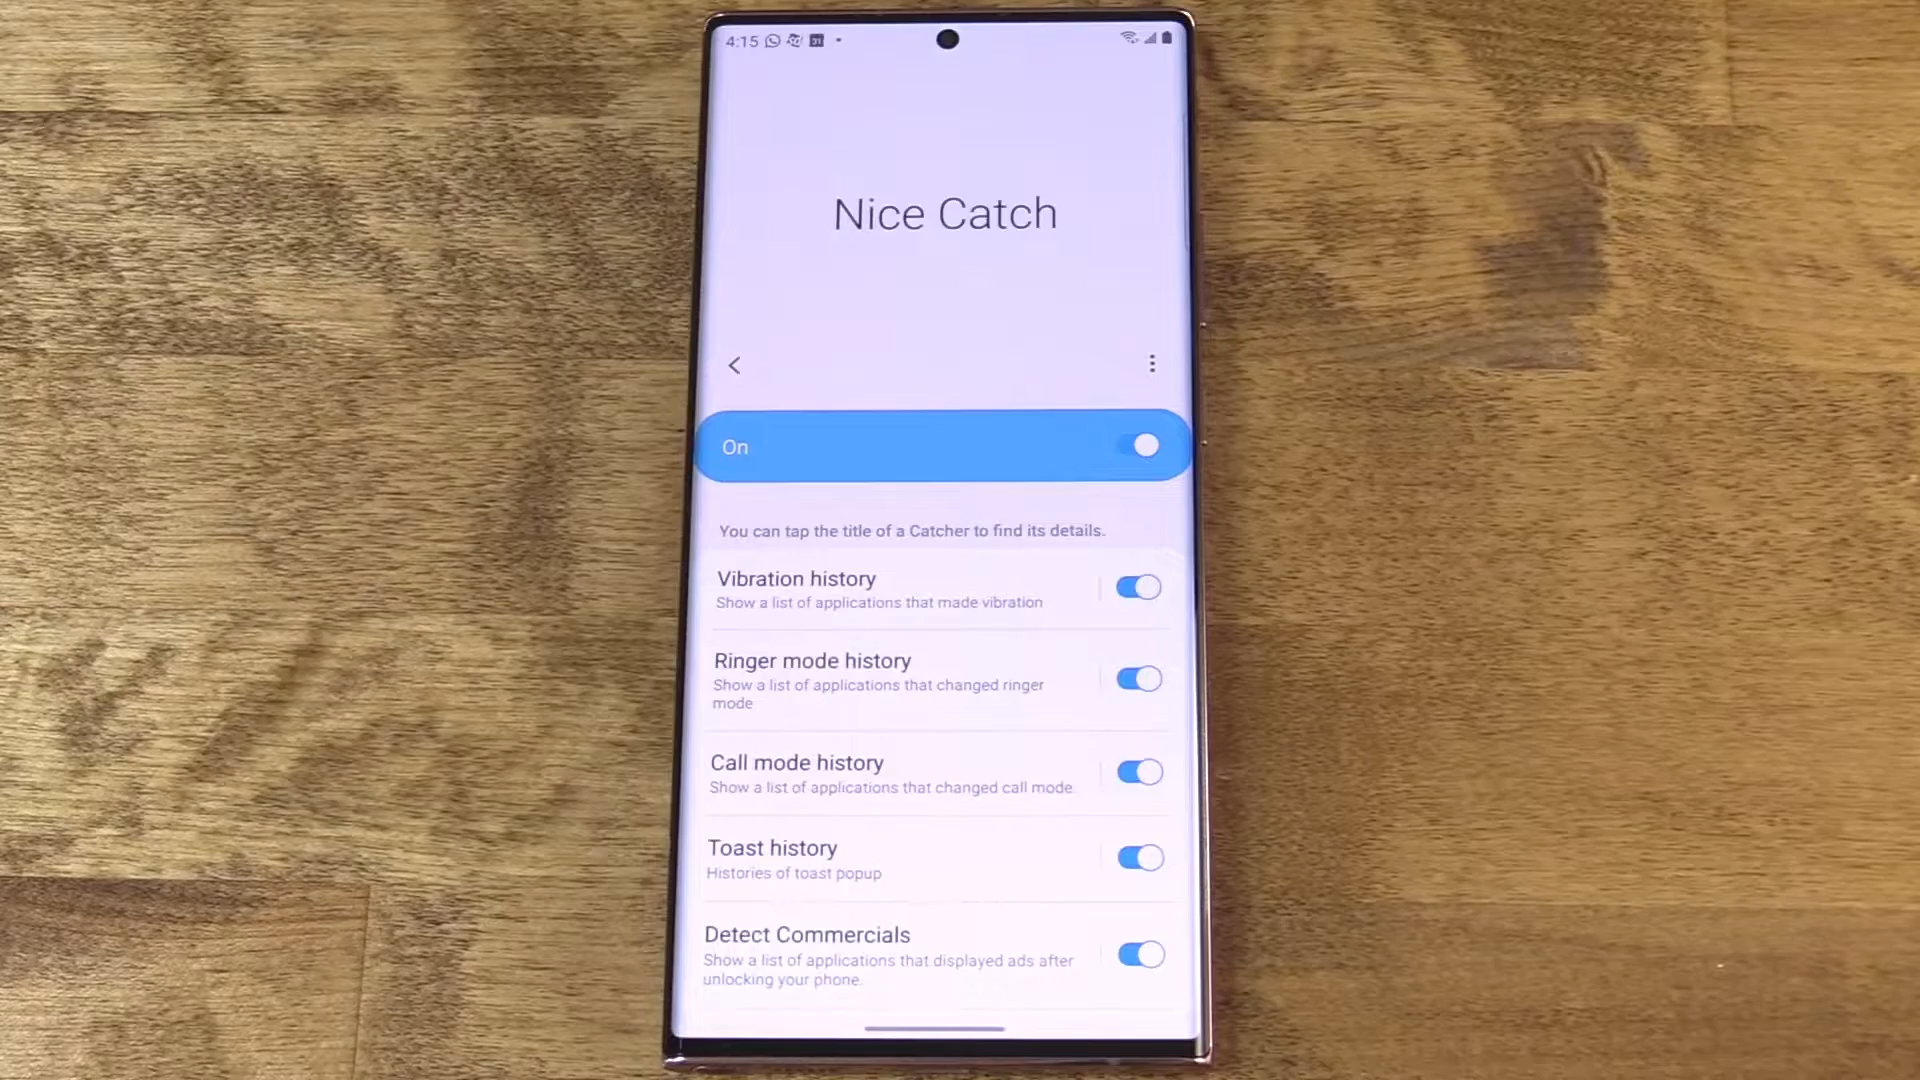 4:15
31
Nice Catch
On
You can tap the title of a Catcher to find its details.
Vibration history
Show a list of applications that made vibration
Ringer mode history
Show a list of applications that changed ringer
mode
Call mode history
Show a list of applications that changed call mode
Toast history
Histories of toast popup
Detect Commercials
Show a list of applications that displayed ads after
unlocking your phone.